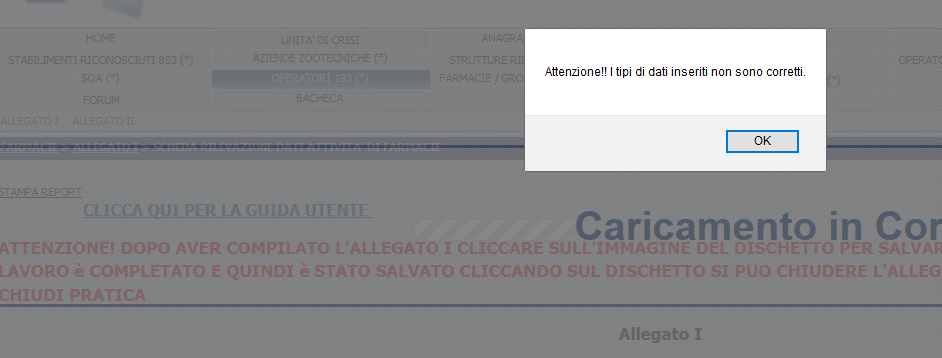 HOME
UNITA' DI CRISI
ANAGRA
STABILIMENTI RICONOSCIUTI 853 (*)
AZIENDE ZOOTECNICHE (*)
STRUTTURE RIP
OPERATO
SOA (*)
OPERATORI 193 (*)
FARMACIE / GRO
(*)
FORUM
BACHECA
Attenzione!! I tipi di dati inseriti non sono corretti.
OK
ALLEGATO I ALLEGATO II
FARMACIE > ALLEGATO I > SCHEDA RILEVAZIONE DATI ATTIVITA' DI FARMACIE
STAMPA REPORT
CLICCA QUI PER LA GUIDA UTENTE
Caricamento in Cor
ATTENZIONE! DOPO AVER COMPILATO L'ALLEGATO I CLICCARE SULL'IMMAGINE DEL DISCHETTO PER SALVAR
LAVORO è COMPLETATO E QUINDI è STATO SALVATO CLICCANDO SUL DISCHETTO SI PUO CHIUDERE L'ALLEG
CHIUDI PRATICA
Allegato I